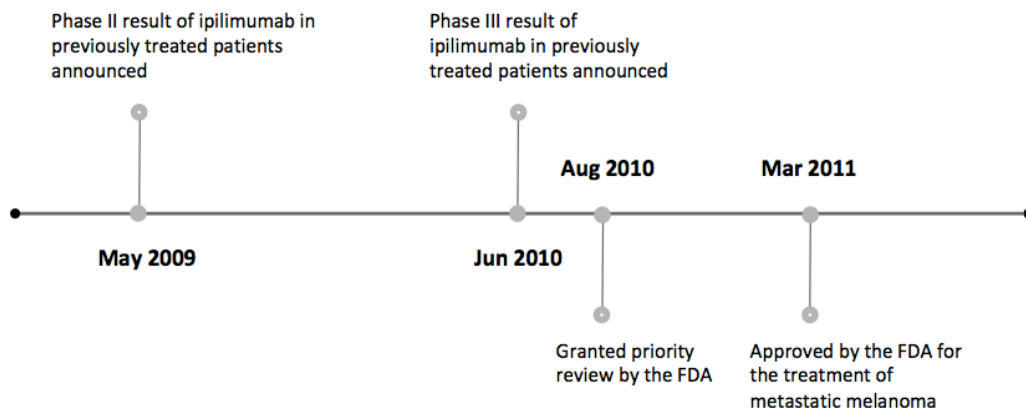 Phase II result of ipilimumab in
previously treated patients
announced
Phase III result of
ipilimumab in previously
treated patients announced
Aug 2010
Mar 2011
May 2009
Jun 2010
Granted priority
review by the FDA
Approved by the FDA for
the treatment of
metastatic melanoma